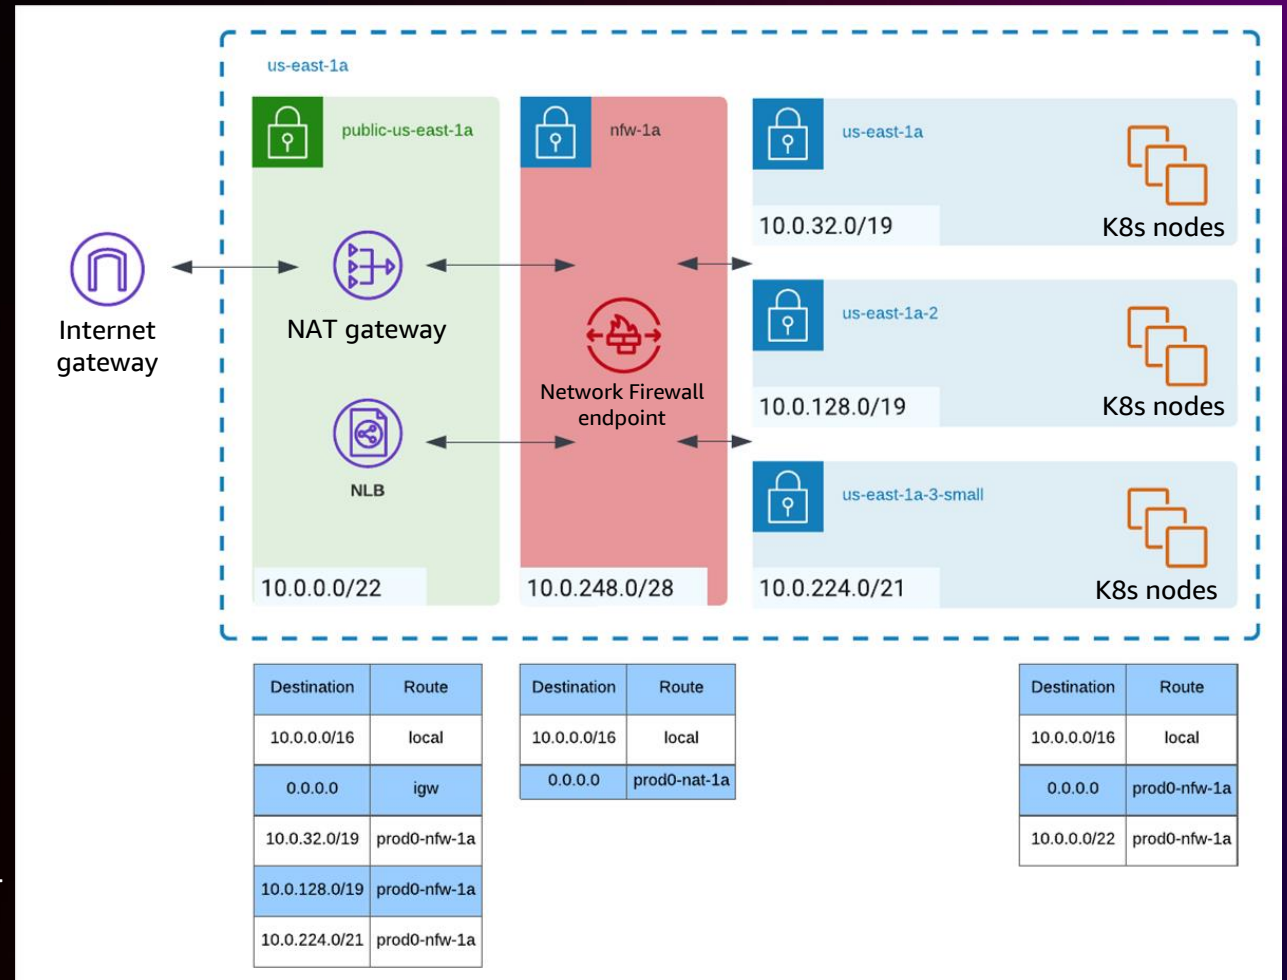 us-east-1a
public-us-east-1a
nfw-1a
us-east-1a
10.0.32.0/19
K8s nodes
Internet
gateway
NAT gateway
Network Firewall
endpoint
us-east-1a-2
10.0.128.0/19
K8s nodes
NLB
us-east-1a-3-small
10.0.0.0/22
10.0.248.0/28
10.0.224.0/21
K8s nodes
Destination Route
10.0.0.0/16 local
0.0.0.0 igw
10.0.32.0/19 prod0-nfw-1a
10.0.128.0/19 prod0-nfw-1a
10.0.224.0/21 prod0-nfw-1a
Destination Route
10.0.0.0/16 local
0.0.0.0 prod0-nat-1a
Destination Route
10.0.0.0/16 local
0.0.0.0 prod0-nfw-1a
10.0.0.0/22 prod0-nfw-1a